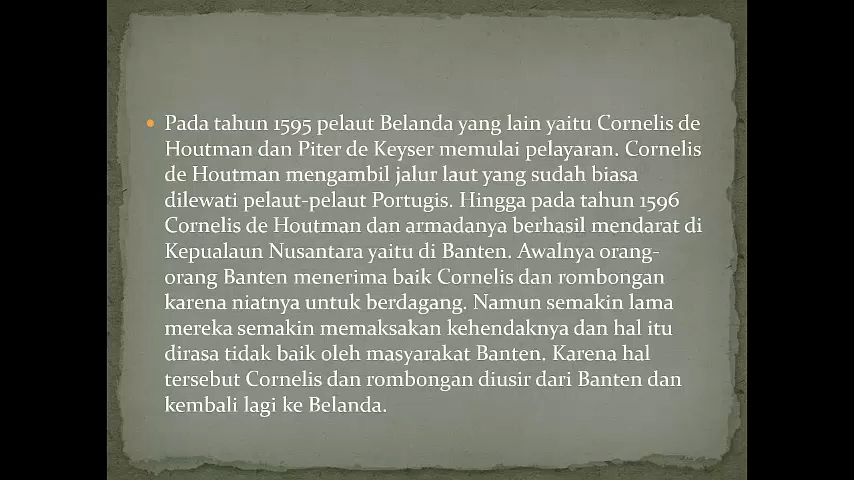 • Pada tahun 1595 pelaut Belanda yang lain yaitu Cornelis de
Houtman dan Piter de Keyser memulai pelayaran. Cornelis
de Houtman mengambil jalur laut yang sudah biasa
dilewati pelaut-pelaut Portugis. Hingga pada tahun 1596
Cornelis de Houtman dan armadanya berhasil mendarat di
Kepualaun Nusantara yaitu di Banten. Awalnya orang-
orang Banten menerima baik Cornelis dan rombongan
karena niatnya untuk berdagang. Namun semakin lama
mereka semakin memaksakan kehendaknya dan hal itu
dirasa tidak baik oleh masyarakat Banten. Karena hal
tersebut Cornelis dan rombongan diusir dari Banten dan
kembali lagi ke Belanda.